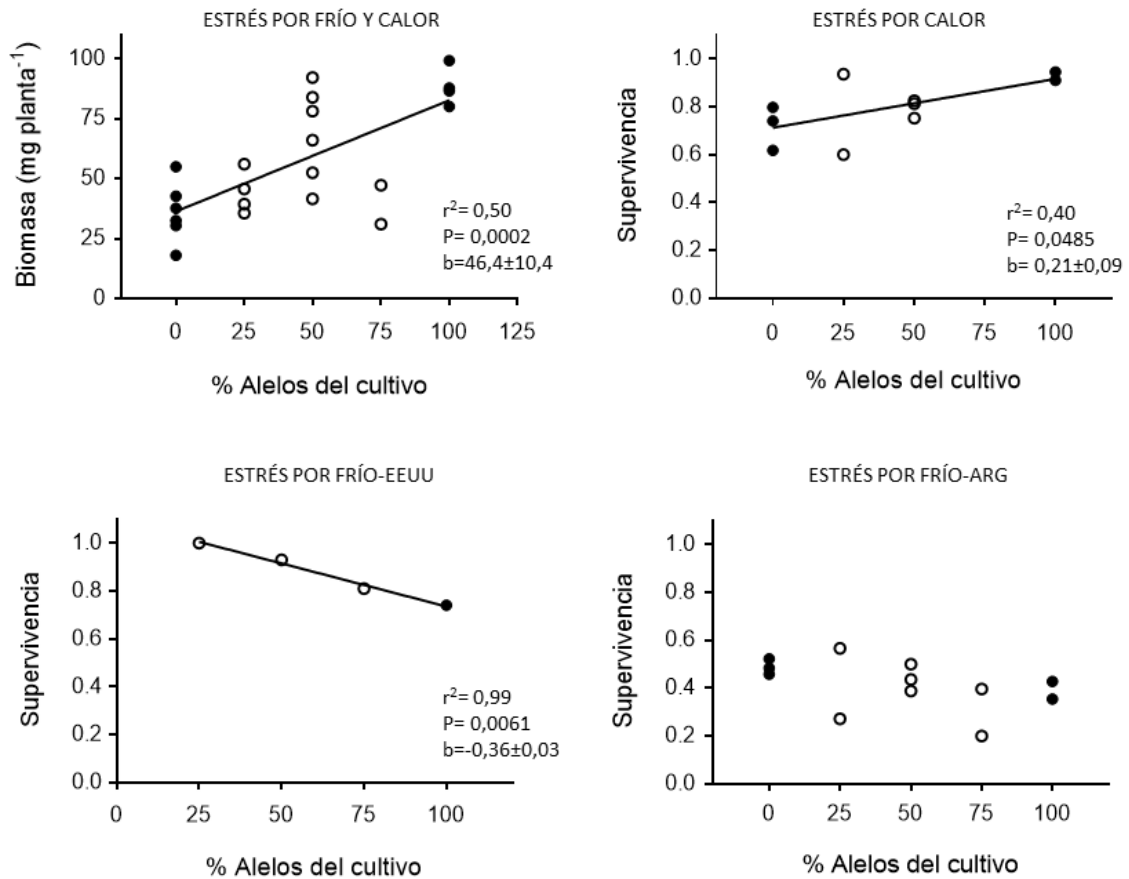 ESTRÉS POR FRÍO Y CALOR
Biomasa (mg planta⁻¹)
100
75
50
25
0
r²= 0,50
P= 0,0002
b=46,4±10,4
0 25 50 75 100 125
% Alelos del cultivo
ESTRÉS POR CALOR
Supervivencia
1.0
0.8
0.6
0.4
0.2
0.0
r²= 0,40
P= 0,0485
b= 0,21±0,09
0 25 50 75 100
% Alelos del cultivo
ESTRÉS POR FRÍO-EEUU
Supervivencia
1.0
0.8
0.6
0.4
0.2
0.0
r²= 0,99
P= 0,0061
b=-0,36±0,03
0 25 50 75 100
% Alelos del cultivo
ESTRÉS POR FRÍO-ARG
Supervivencia
1.0
0.8
0.6
0.4
0.2
0.0
0 25 50 75 100
% Alelos del cultivo